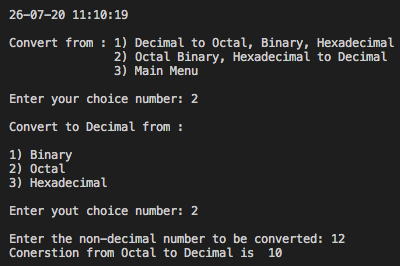 26-07-20 11:10:19
Convert from : 1) Decimal to Octal, Binary, Hexadecimal
2) Octal Binary, Hexadecimal to Decimal
3) Main Menu
Enter your choice number: 2
Convert to Decimal from :
1) Binary
2) Octal
3) Hexadecimal
Enter yout choice number: 2
Enter the non-decimal number to be converted: 12
Conerstion from Octal to Decimal is  10